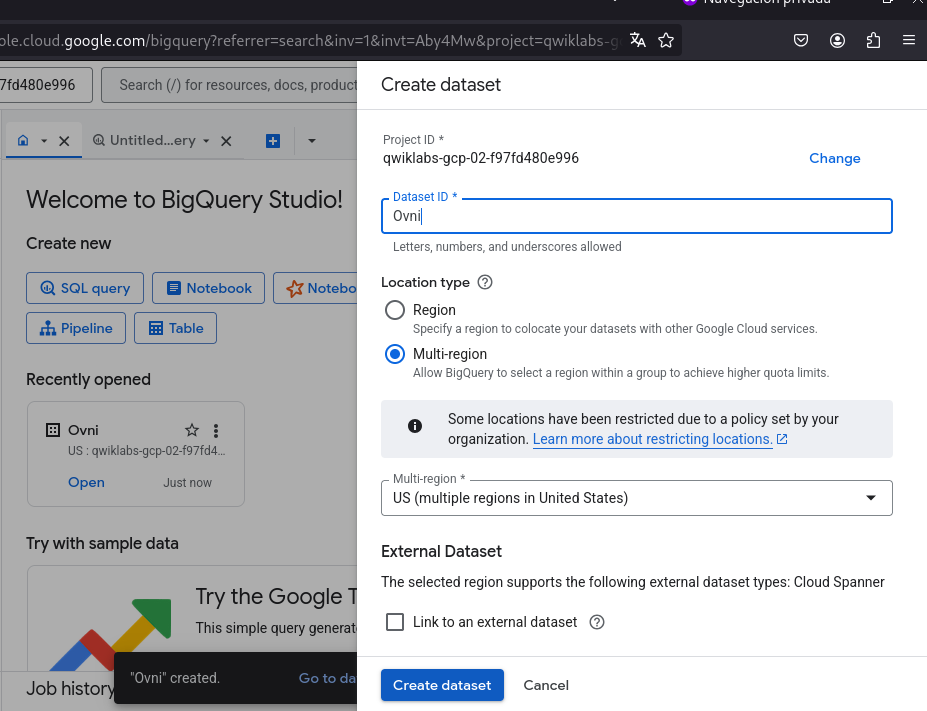 Navegación privada
ole.cloud.google.com/bigquery?referrer=search&inv=1&invt=Aby4Mw&project=qwiklabs-g
7fd480e996
Search (/) for resources, docs, product
Untitled...ery
Welcome to BigQuery Studio!
Create new
SQL query
Notebook
Notebo
Pipeline
Table
Recently opened
Ovni
US : qwiklabs-gcp-02-f97fd4...
Open
Just now
Try with sample data
Try the Google T
This simple query generate
"Ovni" created.
Go to da
Job history
Create dataset
Project ID *
qwiklabs-gcp-02-f97fd480e996
Change
Dataset ID *
Ovni
Letters, numbers, and underscores allowed
Location type
Region
Specify a region to colocate your datasets with other Google Cloud services.
Multi-region
Allow BigQuery to select a region within a group to achieve higher quota limits.
Some locations have been restricted due to a policy set by your
organization. Learn more about restricting locations.
Multi-region *
US (multiple regions in United States)
External Dataset
The selected region supports the following external dataset types: Cloud Spanner
Link to an external dataset
Create dataset
Cancel